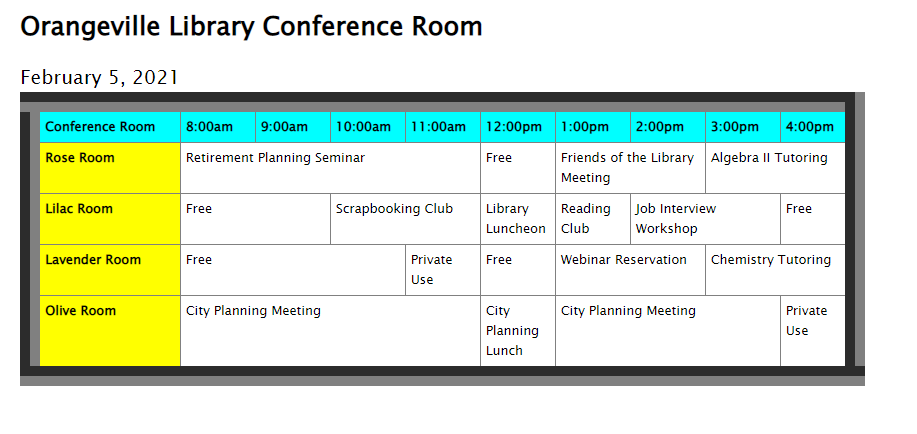 Orangeville Library Conference Room
February 5, 2021
Conference Room 8:00am 9:00am 10:00am 11:00am 12:00pm 1:00pm 2:00pm 3:00pm 4:00pm
Rose Room Retirement Planning Seminar Free Friends of the Library Algebra II Tutoring
Meeting
Lilac Room Free Scrapbooking Club Library Reading Job Interview Free
Luncheon Club Workshop
Lavender Room Free Private Free Webinar Reservation Chemistry Tutoring
Use
Olive Room City Planning Meeting City City Planning Meeting Private
Planning Use
Lunch